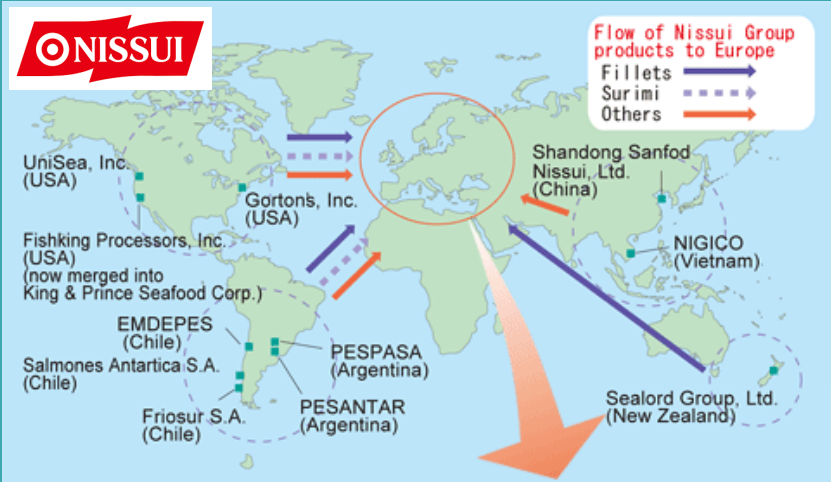 NISSUI
Flow of Nissui Group
products to Europe
Fillets
Surimi
Others
UniSea, Inc.
(USA)
Gorton's, Inc.
(USA)
Shandong Sanfod
Nissui, Ltd.
(China)
Fishking Processors, Inc.
(USA)
(now merged into
King & Prince Seafood Corp.)
NIGICO
(Vietnam)
EMDEPES
(Chile)
PESPASA
(Argentina)
Salmones Antartica S.A.
(Chile)
Sealord Group, Ltd.
(New Zealand)
PESANTAR
(Argentina)
Friosur S.A.
(Chile)